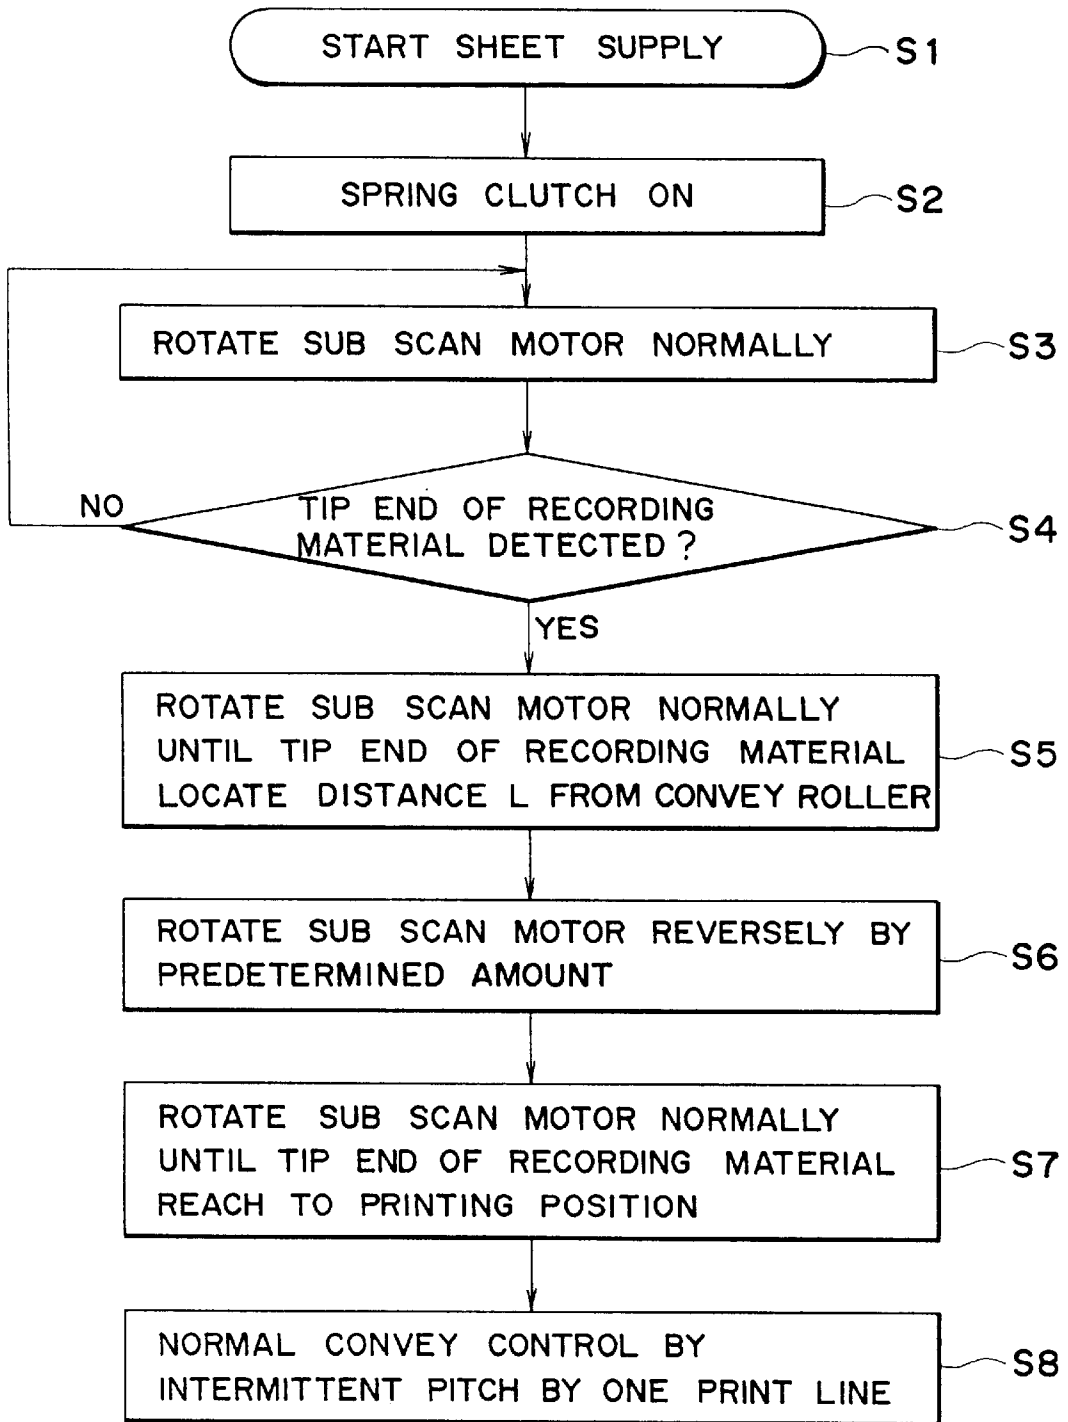 START SHEET SUPPLY
S1
SPRING CLUTCH ON
S2
ROTATE SUB SCAN MOTOR NORMALLY
S3
NO
TIP END OF RECORDING
MATERIAL DETECTED?
S4
YES
ROTATE SUB SCAN MOTOR NORMALLY
UNTIL TIP END OF RECORDING MATERIAL
LOCATE DISTANCE L FROM CONVEY ROLLER
S5
ROTATE SUB SCAN MOTOR REVERSELY BY
PREDETERMINED AMOUNT
S6
ROTATE SUB SCAN MOTOR NORMALLY
UNTIL TIP END OF RECORDING MATERIAL
REACH TO PRINTING POSITION
S7
NORMAL CONVEY CONTROL BY
INTERMITTENT PITCH BY ONE PRINT LINE
S8